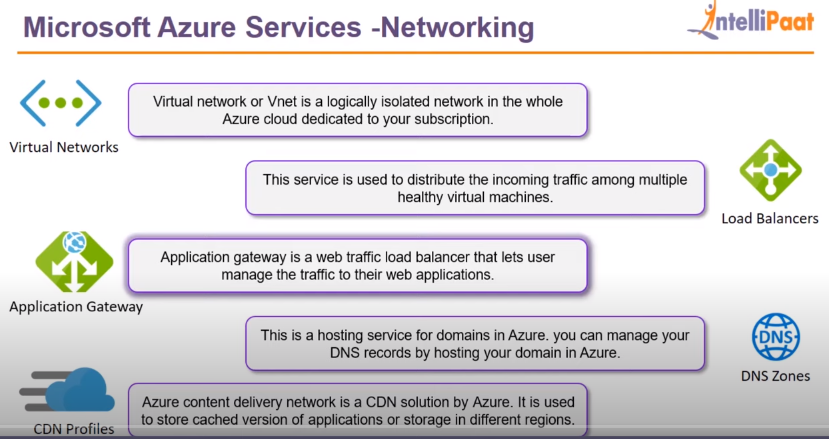 Microsoft Azure Services -Networking
IntelliPaat
Virtual network or Vnet is a logically isolated network in the whole
Azure cloud dedicated to your subscription.
Virtual Networks
This service is used to distribute the incoming traffic among multiple
healthy virtual machines.
Load Balancers
Application gateway is a web traffic load balancer that lets user
manage the traffic to their web applications.
Application Gateway
This is a hosting service for domains in Azure. you can manage your
DNS records by hosting your domain in Azure.
DNS
DNS Zones
Azure content delivery network is a CDN solution by Azure. It is used
to store cached version of applications or storage in different regions.
CDN Profiles